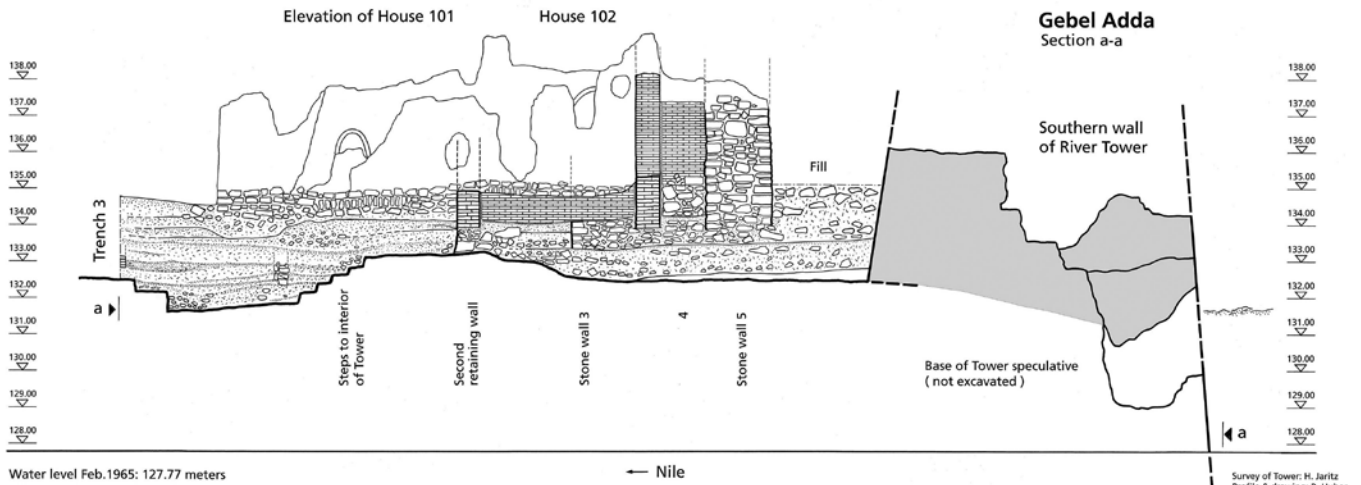 Elevation of House 101
House 102
Gebel Adda
Section a-a
138.00
137.00
136.00
135.00
134.00
133.00
132.00
131.00
130.00
129.00
128.00
Trench 3
a
Steps to interior
of Tower
Second
retaining wall
Stone wall 3
4
Stone wall 5
Fill
Southern wall
of River Tower
Base of Tower speculative
( not excavated )
138.00
137.00
136.00
135.00
134.00
133.00
132.00
131.00
130.00
129.00
128.00
a
Water level Feb.1965: 127.77 meters
← Nile
Survey of Tower: H. Jaritz